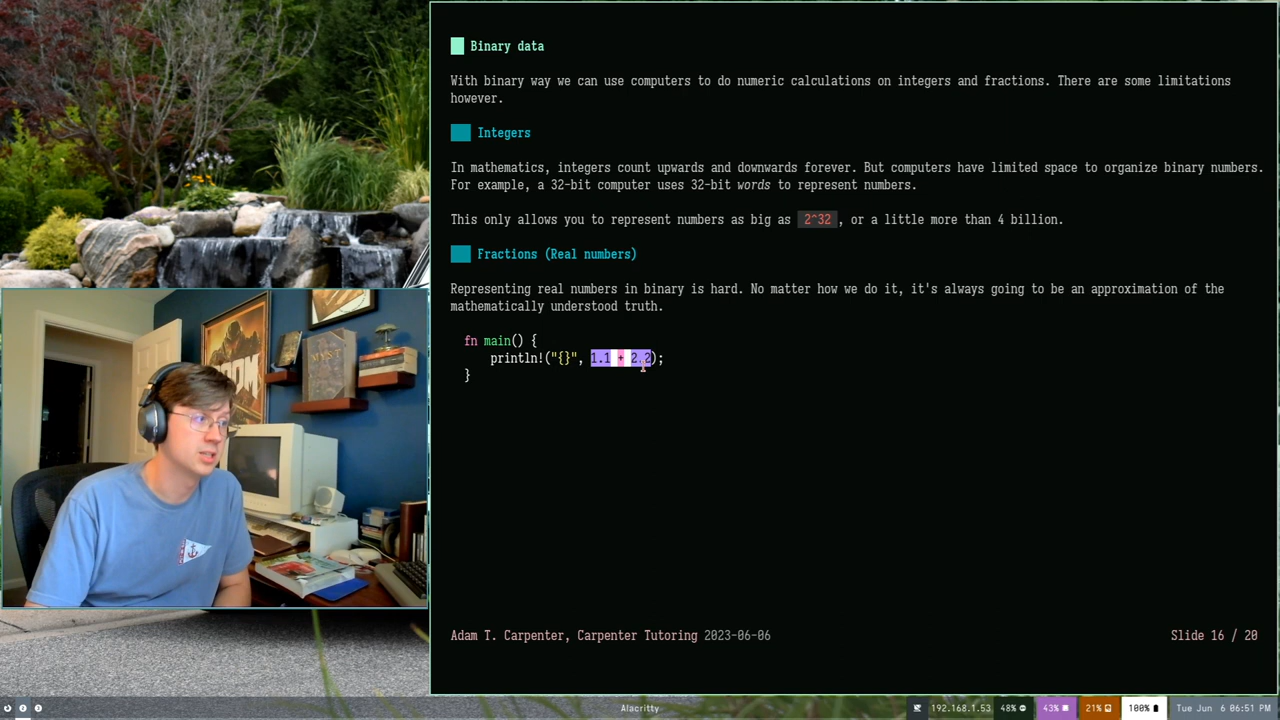 Binary data
With binary way we can use computers to do numeric calculations on integers and fractions. There are some limitations
however.
Integers
In mathematics, integers count upwards and downwards forever. But computers have limited space to organize binary numbers.
For example, a 32-bit computer uses 32-bit words to represent numbers.
This only allows you to represent numbers as big as 2^32, or a little more than 4 billion.
Fractions (Real numbers)
Representing real numbers in binary is hard. No matter how we do it, it's always going to be an approximation of the
mathematically understood truth.
fn main() {
println!("{}", 1.1 + 2.2);
}
Adam T. Carpenter, Carpenter Tutoring 2023-06-06
Slide 16 / 20
DOOM
MYST
Alacritty
192.168.1.53
48%
43%
21%
100%
Tue Jun 6 06:51 PM